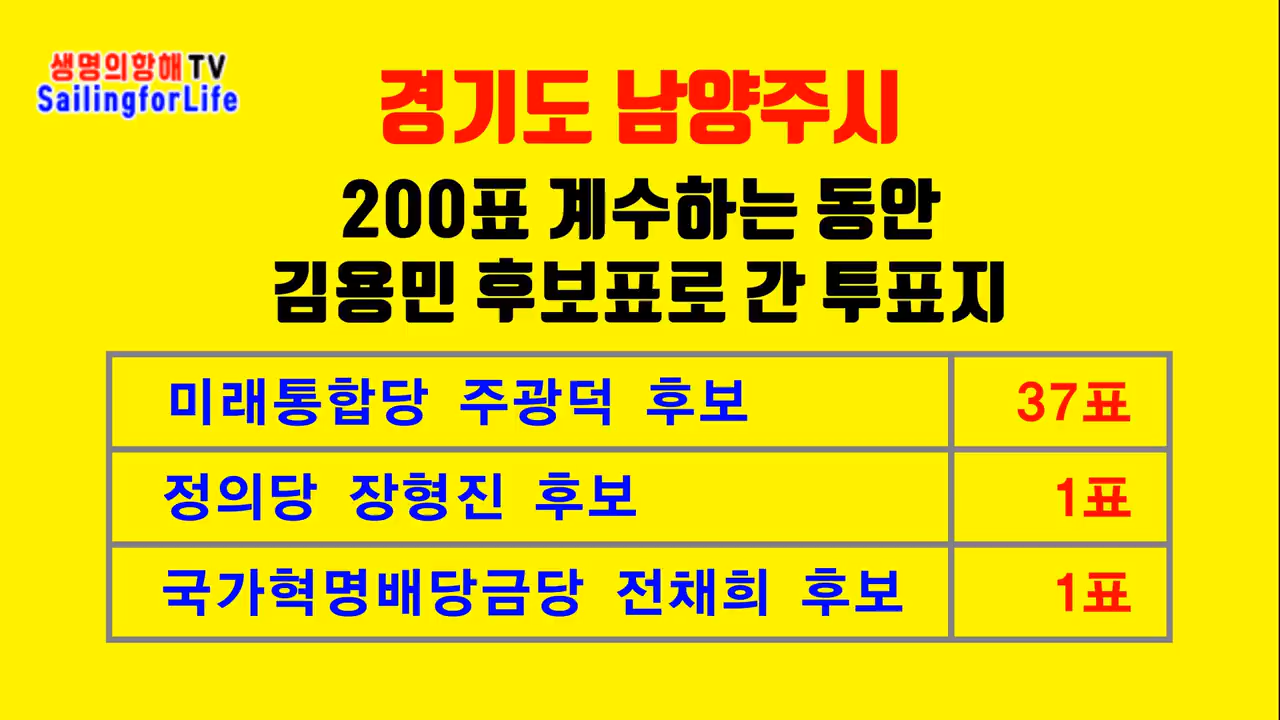 생명의항해TV
SailingforLife
경기도 남양주시
200표 계수하는 동안
김용민 후보표로 간 투표지
미래통합당 주광덕 후보 37표
정의당 장형진 후보 1표
국가혁명배당금당 전채희 후보 1표